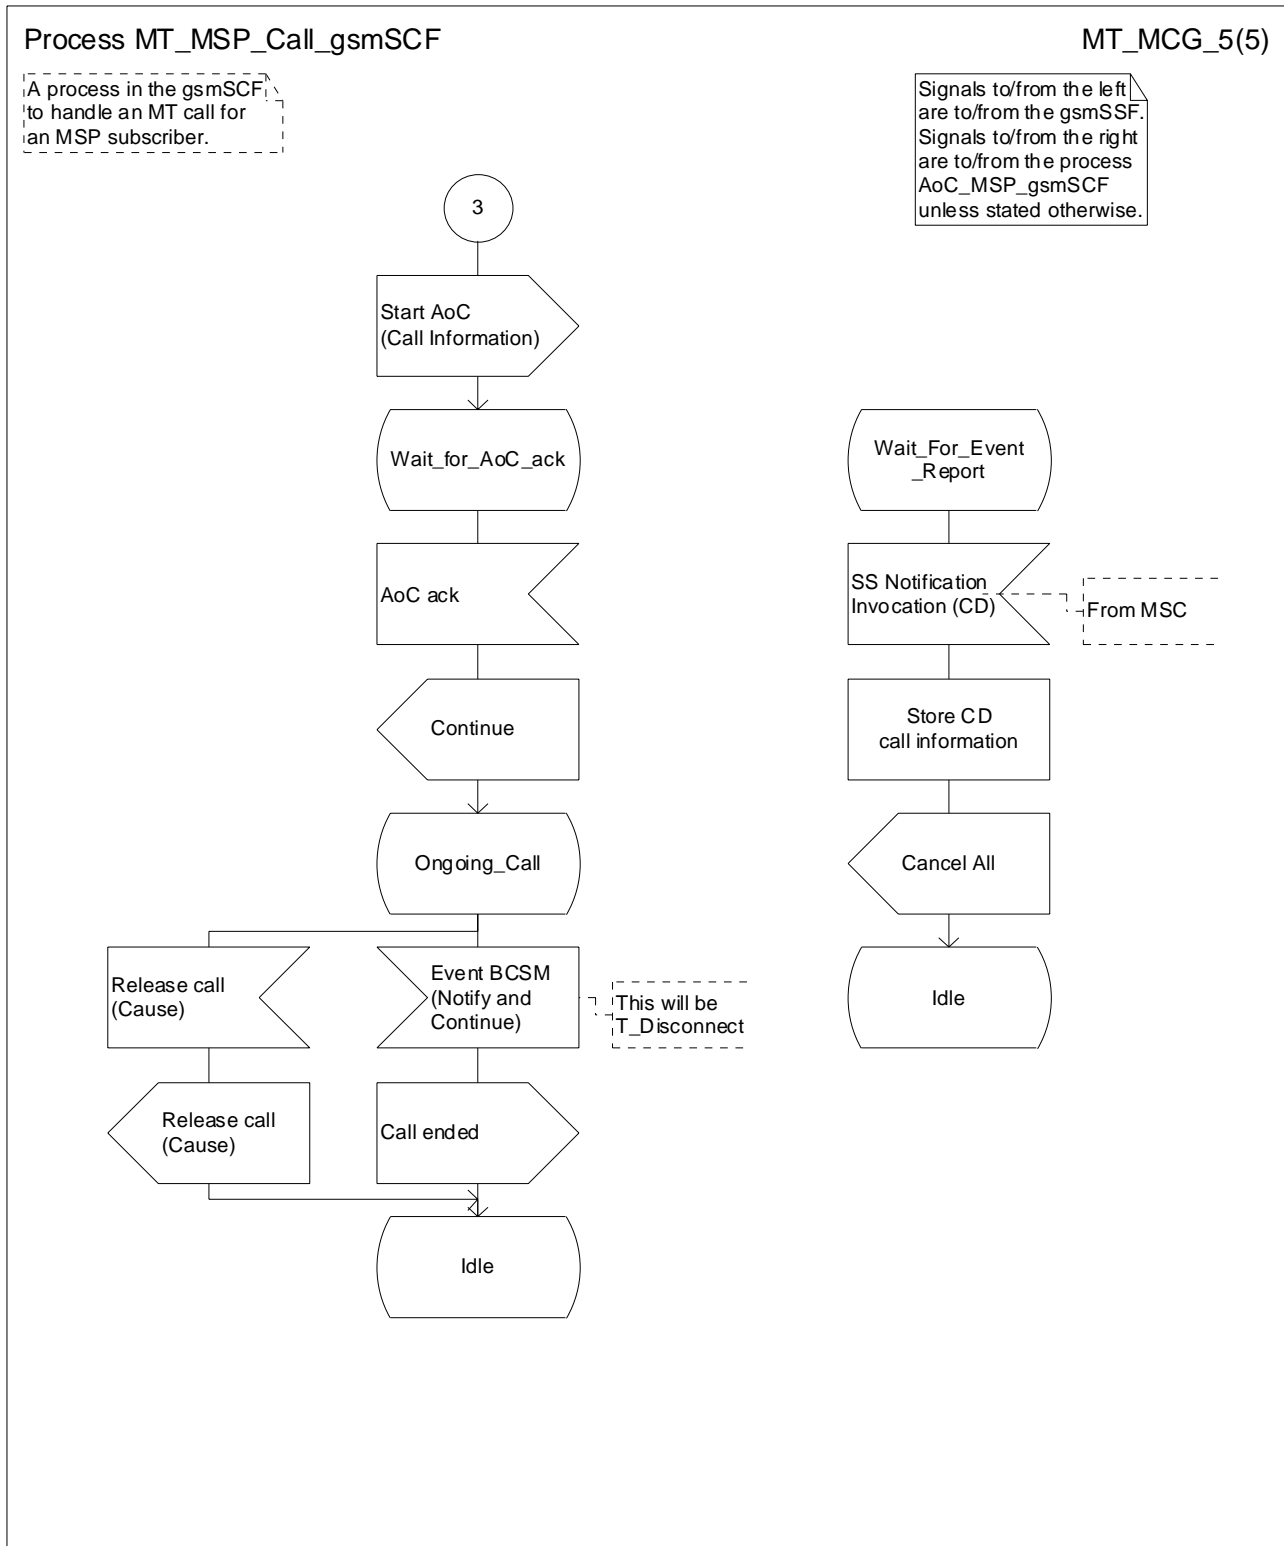 Process MT_MSP_Call_gsmSCF
MT_MCG_5(5)
A process in the gsmSCF
to handle an MT call for
an MSP subscriber.
Signals to/from the left
are to/from the gsmSSF.
Signals to/from the right
are to/from the process
AoC_MSP_gsmSCF
unless stated otherwise.
3
Start AoC
(Call Information)
Wait_for_AoC_ack
AoC ack
Continue
Ongoing_Call
Release call
(Cause)
Event BCSM
(Notify and
Continue)
This will be
T_Disconnect
Release call
(Cause)
Call ended
Idle
Wait_For_Event
_Report
SS Notification
Invocation (CD)
From MSC
Store CD
call information
Cancel All
Idle